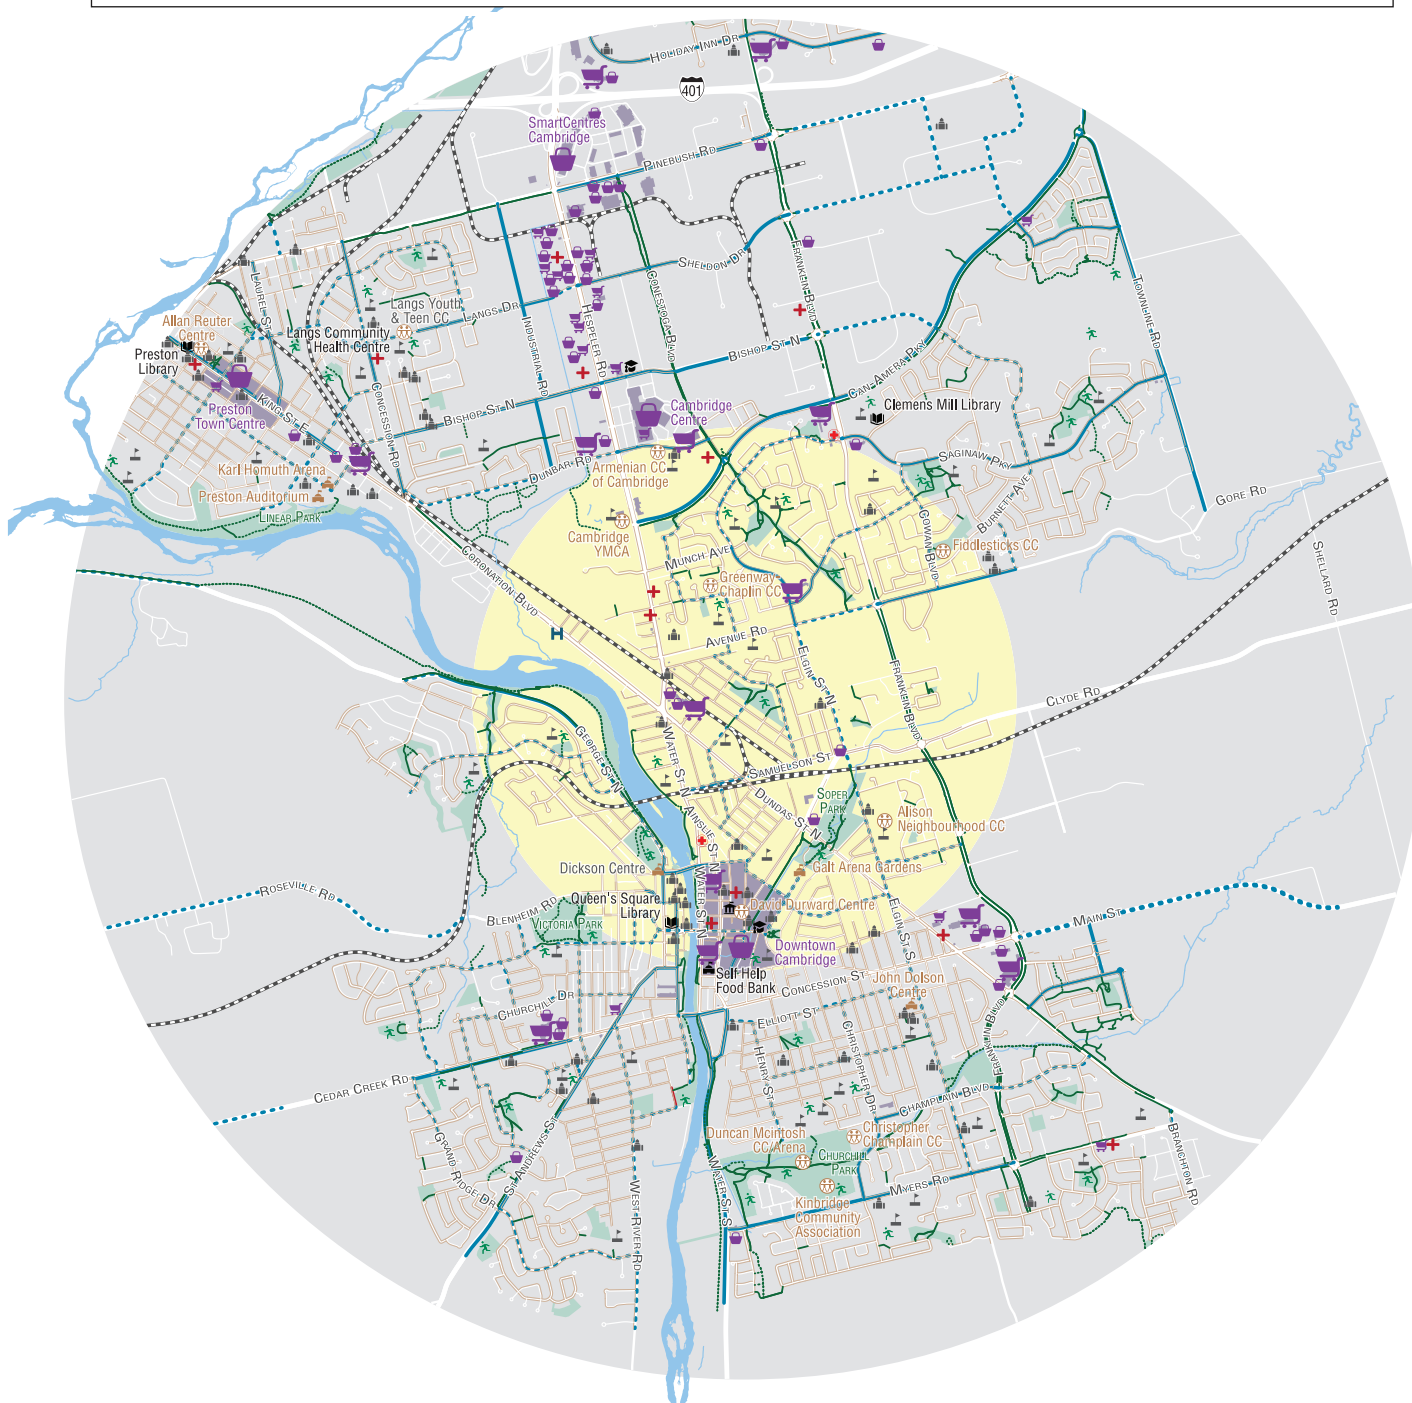 HOLIDAY INN DR
401
SmartCentres
Cambridge
PINEBUSH RD
LAUREL ST
SHELDON DR
FRANKLIN BLVD
CONESTOGA BLVD
TOWNLINE RD
Langs Youth
& Teen CC
LANGS DR
INDUSTRIAL RD
HESPELER RD
Allan Reuter
Centre
Preston
Library
Langs Community
Health Centre
BISHOP ST N
CAN AMERA PKY
CONCESSION RD
KING ST E
Preston
Town Centre
BISHOP ST N
Cambridge
Centre
Clemens Mill Library
DUNBAR RD
Armenian CC
of Cambridge
SAGINAW PKY
Karl Homuth Arena
Preston Auditorium
LINEAR PARK
BURNETT AVE
GORE RD
COWAN BLVD
Cambridge
YMCA
MUNCH AVE
Fiddlesticks CC
SHELLARD RD
CORONATION BLVD
Greenway
Chaplin CC
AVENUE RD
ELGIN ST N
FRANKLIN BLVD
CLYDE RD
GEORGE ST N
WATER ST N
SAMUELSON ST
DUNDAS ST N
SOPER
PARK
AINSLIE ST N
Alison
Neighbourhood CC
Dickson Centre
Galt Arena Gardens
ROSEVILLE RD
BLENHEIM RD
Queen's Square
Library
WATER ST N
David Durward Centre
ELGIN ST S
MAIN ST
VICTORIA PARK
Downtown
Cambridge
Self Help
Food Bank
CONCESSION ST
John Dolson
Centre
CHURCHILL DR
ELLIOTT ST
CHRISTOPHER DR
FRANKLIN BLVD
HENRY ST
CEDAR CREEK RD
CHAMPLAIN BLVD
GRAND RIDGE DR
ST ANDREWS ST
Duncan Mcintosh
CC/Arena
Christopher
Champlain CC
CHURCHILL
PARK
BRANCHTON RD
WATER ST S
MYERS RD
WEST RIVER RD
Kinbridge
Community
Association